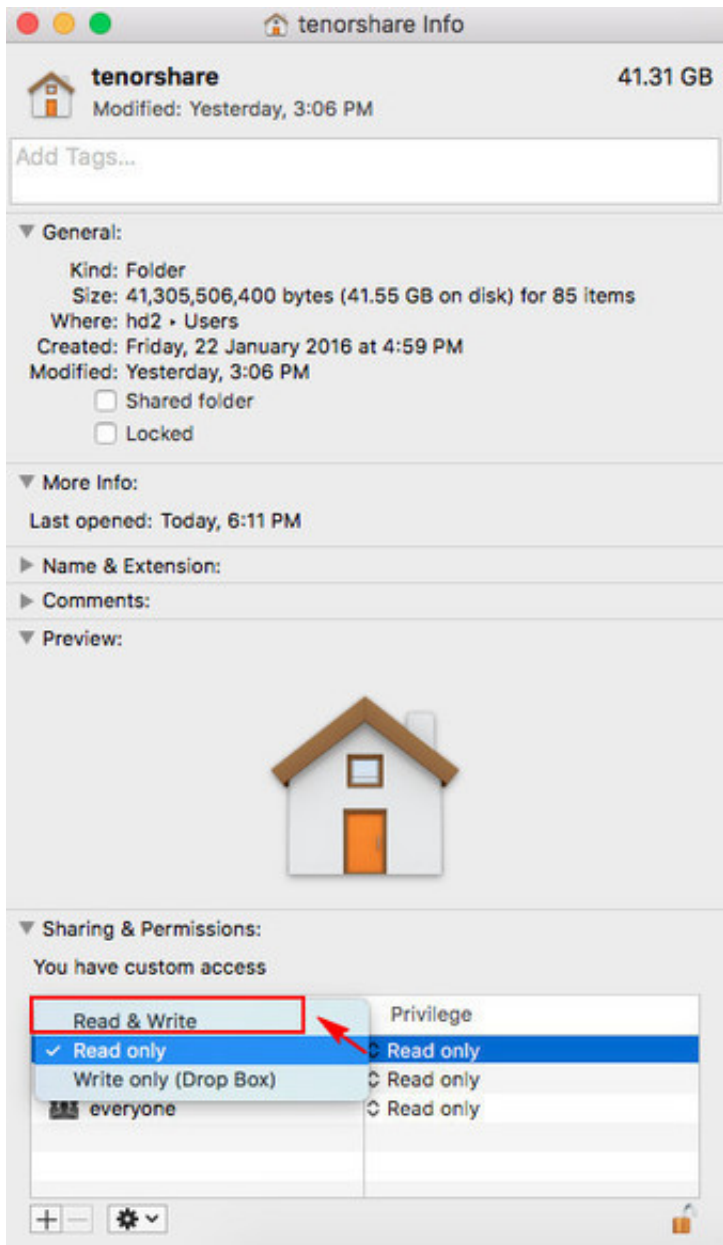 tenorshare Info
tenorshare 41.31 GB
Modified: Yesterday, 3:06 PM
Add Tags...
General:
Kind: Folder
Size: 41,305,506,400 bytes (41.55 GB on disk) for 85 items
Where: hd2 ▸ Users
Created: Friday, 22 January 2016 at 4:59 PM
Modified: Yesterday, 3:06 PM
Shared folder
Locked
More Info:
Last opened: Today, 6:11 PM
Name & Extension:
Comments:
Preview:
Sharing & Permissions:
You have custom access
Read & Write Privilege
✓ Read only Read only
Write only (Drop Box) Read only
everyone Read only